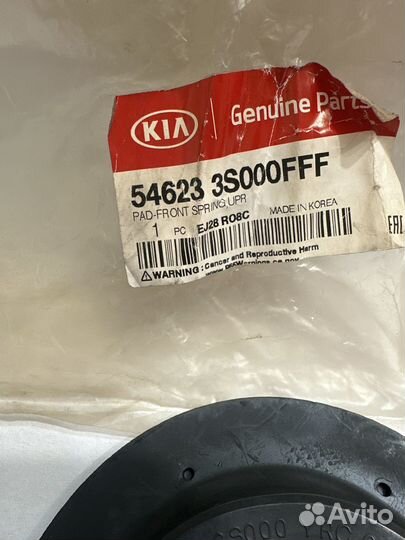 KIA Genuine Parts
54623 3S000FFF
PAD-FRONT SPRING UPR
1 PC EJ28 RO8C MADE IN KOREA
WARNING: Cancer and Reproductive Harm
Avito